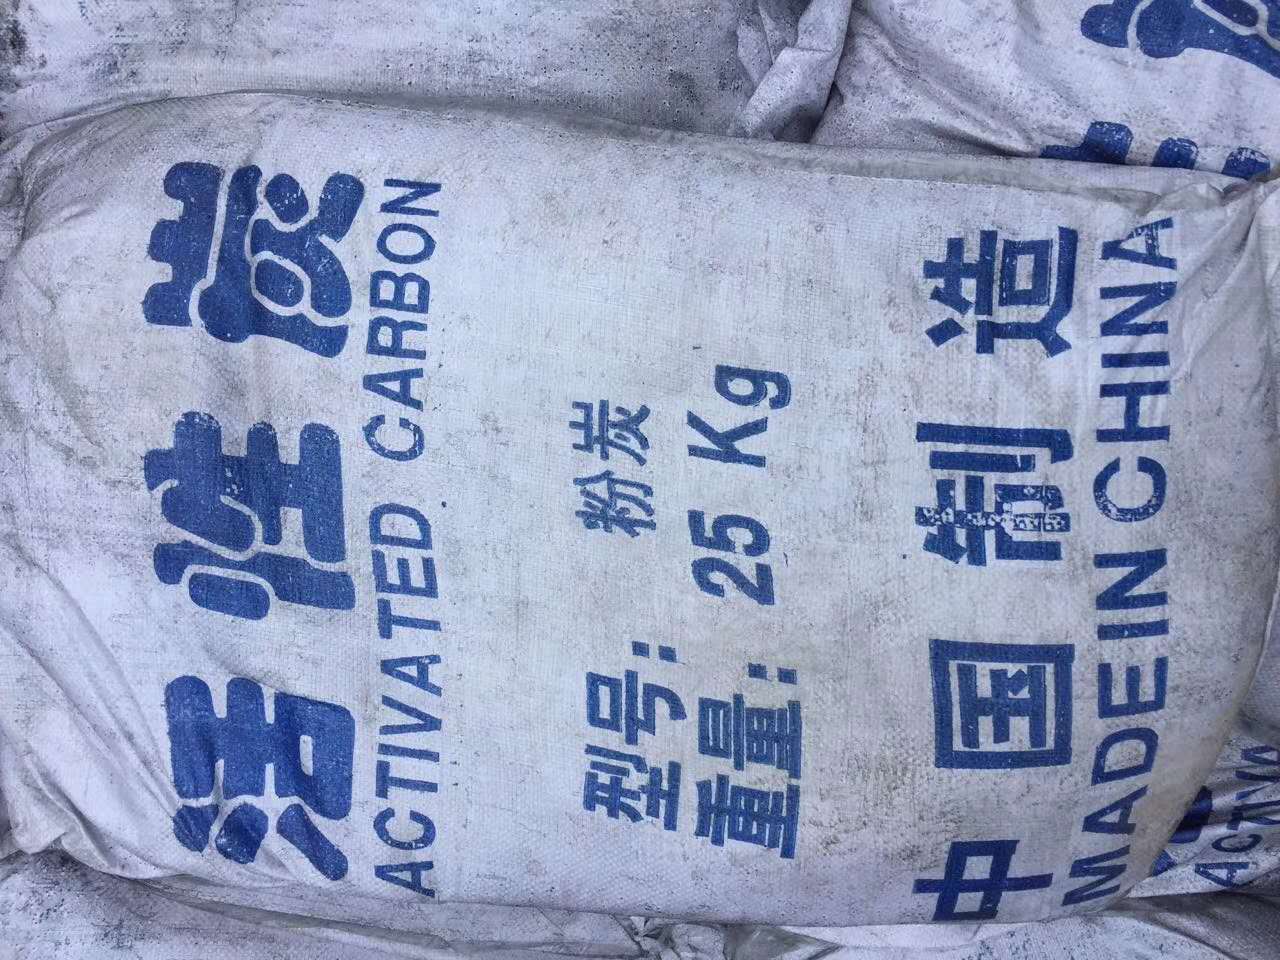 活性炭
ACTIVATED CARBON
型号: 粉炭
重量: 25 Kg
中国制造
MADE IN CHINA
ACTIVA